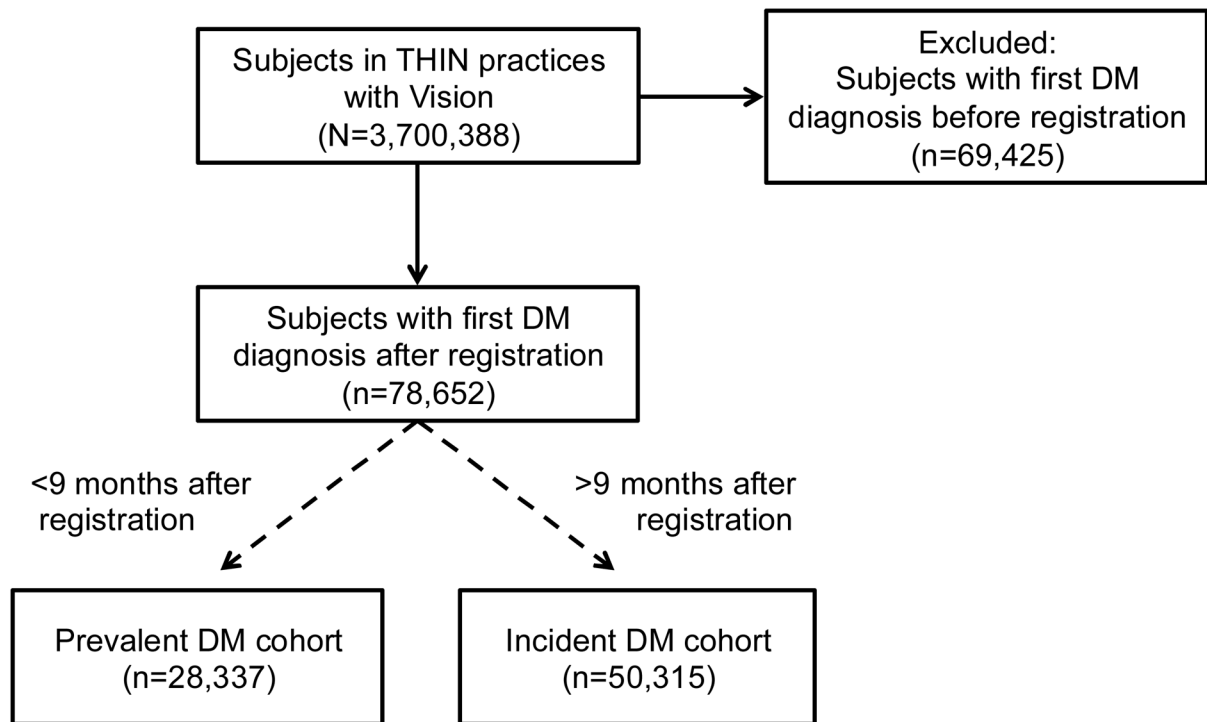 Subjects in THIN practices
with Vision
(N=3,700,388)
Excluded:
Subjects with first DM
diagnosis before registration
(n=69,425)
Subjects with first DM
diagnosis after registration
(n=78,652)
<9 months after
registration
>9 months after
registration
Prevalent DM cohort
(n=28,337)
Incident DM cohort
(n=50,315)